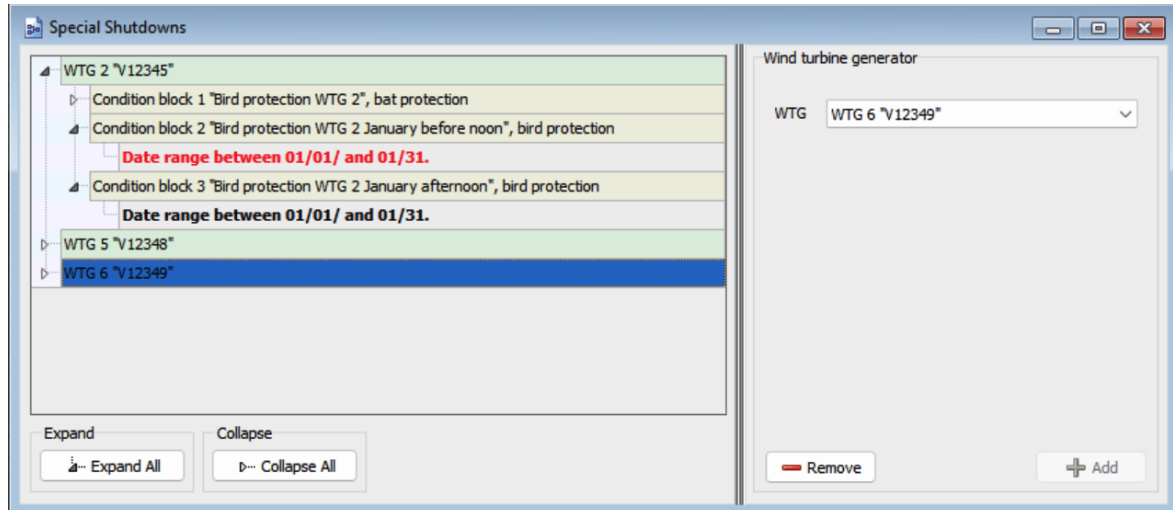 Special Shutdowns
WTG 2 "V12345"
Condition block 1 "Bird protection WTG 2", bat protection
Condition block 2 "Bird protection WTG 2 January before noon", bird protection
Date range between 01/01/ and 01/31.
Condition block 3 "Bird protection WTG 2 January afternoon", bird protection
Date range between 01/01/ and 01/31.
WTG 5 "V12348"
WTG 6 "V12349"
Expand
Expand All
Collapse
Collapse All
Wind turbine generator
WTG
WTG 6 "V12349"
Remove
Add